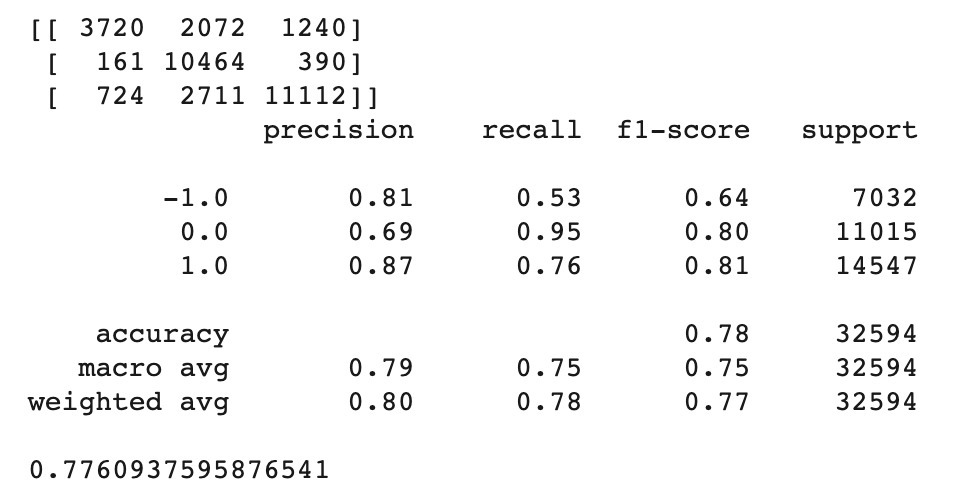 [[ 3720  2072  1240]
 [  161 10464   390]
 [  724  2711 11112]]
              precision    recall  f1-score   support

        -1.0       0.81      0.53      0.64      7032
         0.0       0.69      0.95      0.80     11015
         1.0       0.87      0.76      0.81     14547

    accuracy                           0.78     32594
   macro avg       0.79      0.75      0.75     32594
weighted avg       0.80      0.78      0.77     32594

0.7760937595876541